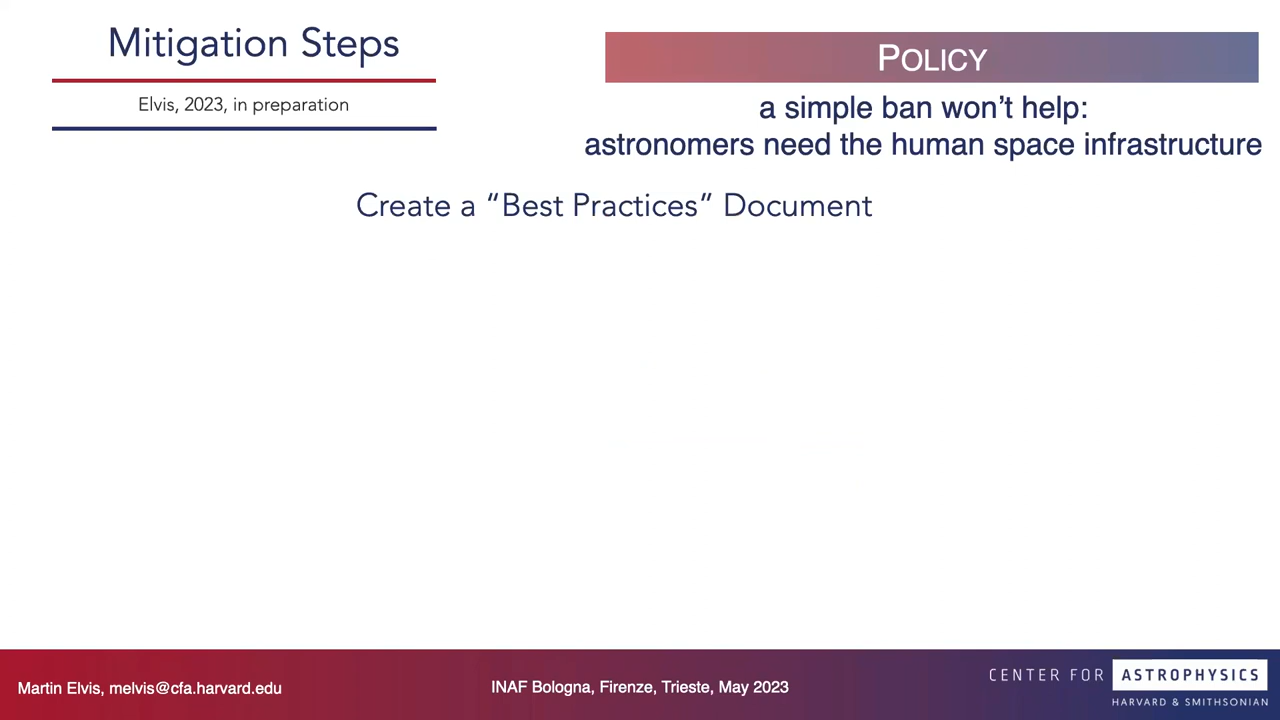 Mitigation Steps
Elvis, 2023, in preparation
POLICY
a simple ban won’t help:
astronomers need the human space infrastructure
Create a “Best Practices” Document
Martin Elvis, melvis@cfa.harvard.edu
INAF Bologna, Firenze, Trieste, May 2023
CENTER FOR ASTROPHYSICS
HARVARD & SMITHSONIAN